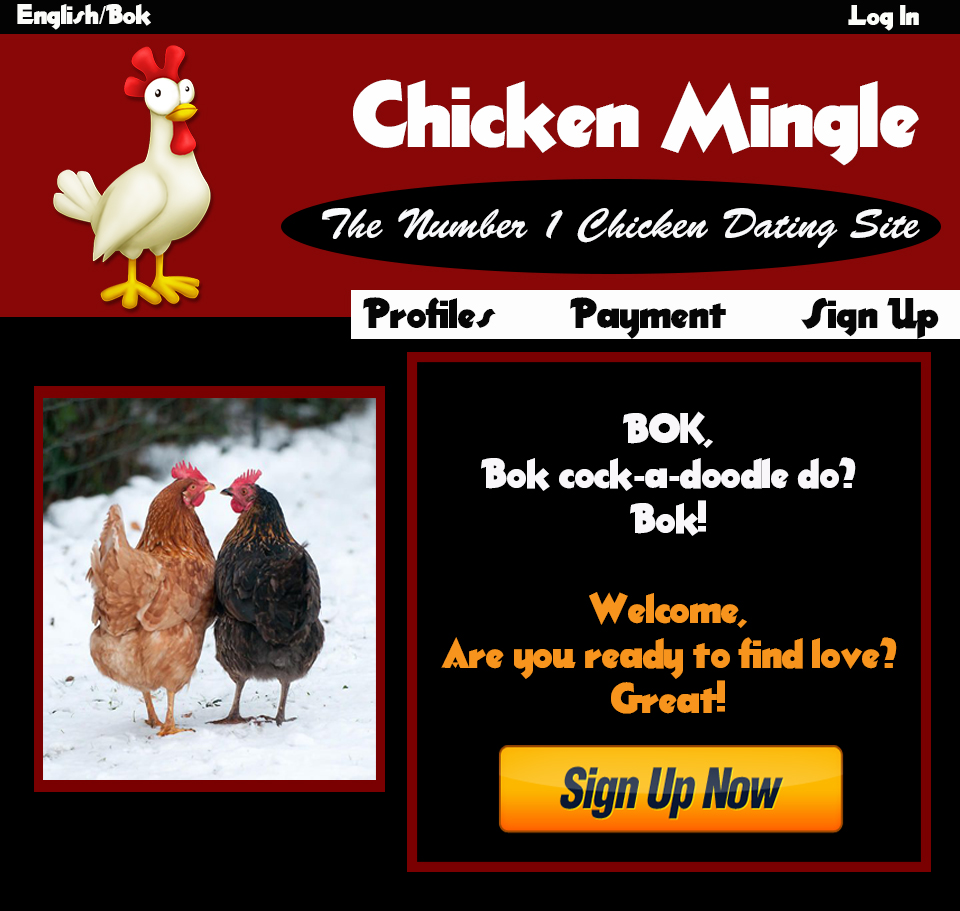 English/Bok
Log In
Chicken Mingle
The Number 1 Chicken Dating Site
Profiles
Payment
Sign Up
BOK,
Bok cock-a-doodle do?
Bok!
Welcome,
Are you ready to find love?
Great!
Sign Up Now